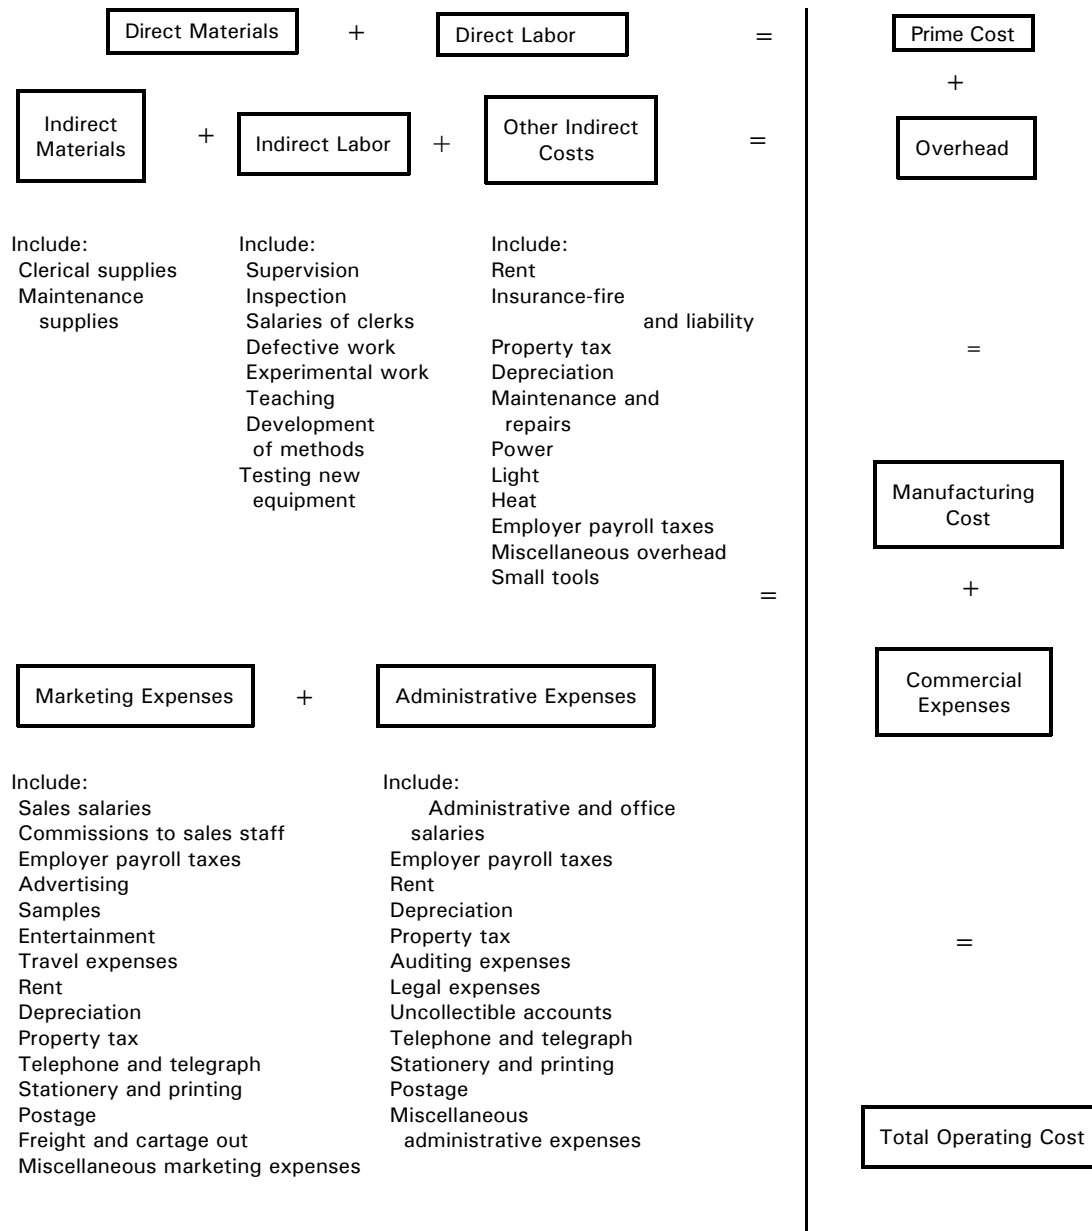 Direct Materials + Direct Labor = Prime Cost
+
Indirect
Materials
+ Indirect Labor +
Other Indirect
Costs
=
Overhead
Include:
Clerical supplies
Maintenance
supplies
Include:
Supervision
Inspection
Salaries of clerks
Defective work
Experimental work
Teaching
Development
of methods
Testing new
equipment
Include:
Rent
Insurance-fire
and liability
Property tax
Depreciation
Maintenance and
repairs
Power
Light
Heat
Employer payroll taxes
Miscellaneous overhead
Small tools
=
Manufacturing
Cost
=
+
Marketing Expenses + Administrative Expenses
Commercial
Expenses
Include:
Sales salaries
Commissions to sales staff
Employer payroll taxes
Advertising
Samples
Entertainment
Travel expenses
Rent
Depreciation
Property tax
Telephone and telegraph
Stationery and printing
Postage
Freight and cartage out
Miscellaneous marketing expenses
Include:
Administrative and office
salaries
Employer payroll taxes
Rent
Depreciation
Property tax
Auditing expenses
Legal expenses
Uncollectible accounts
Telephone and telegraph
Stationery and printing
Postage
Miscellaneous
administrative expenses
=
Total Operating Cost